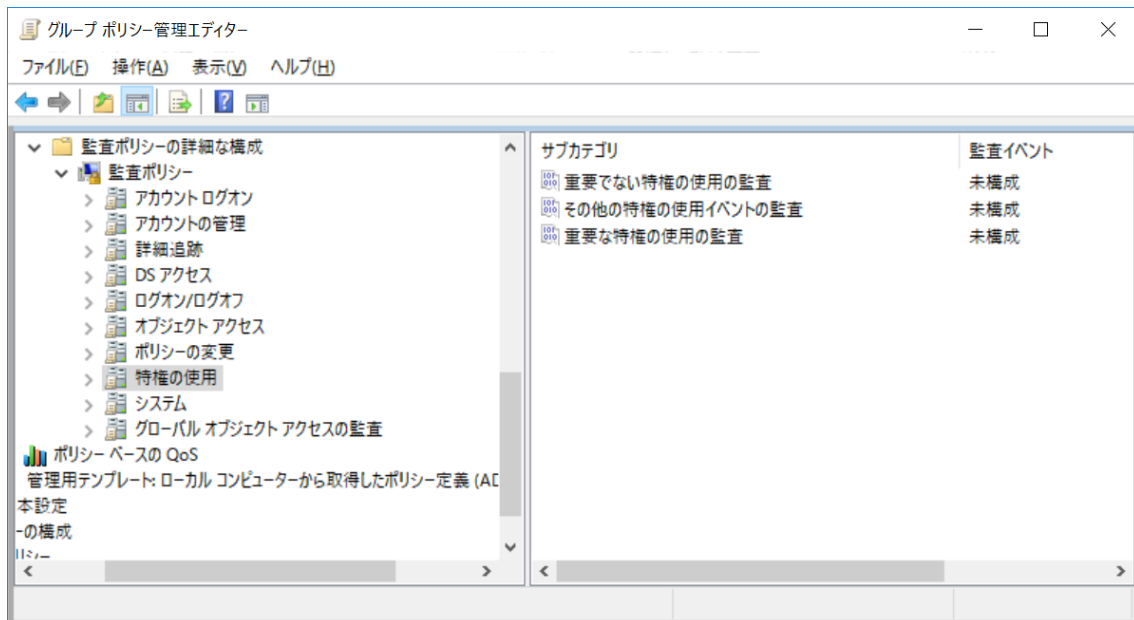 グループ ポリシー管理エディター
ファイル(F) 操作(A) 表示(V) ヘルプ(H)
監査ポリシーの詳細な構成
監査ポリシー
アカウント ログオン
アカウントの管理
詳細追跡
DS アクセス
ログオン/ログオフ
オブジェクト アクセス
ポリシーの変更
特権の使用
システム
グローバル オブジェクト アクセスの監査
ポリシー ベースの QoS
管理用テンプレート: ローカル コンピューターから取得したポリシー定義 (AD
本設定
ーの構成
リシー
サブカテゴリ 監査イベント
重要でない特権の使用の監査 未構成
その他の特権の使用イベントの監査 未構成
重要な特権の使用の監査 未構成